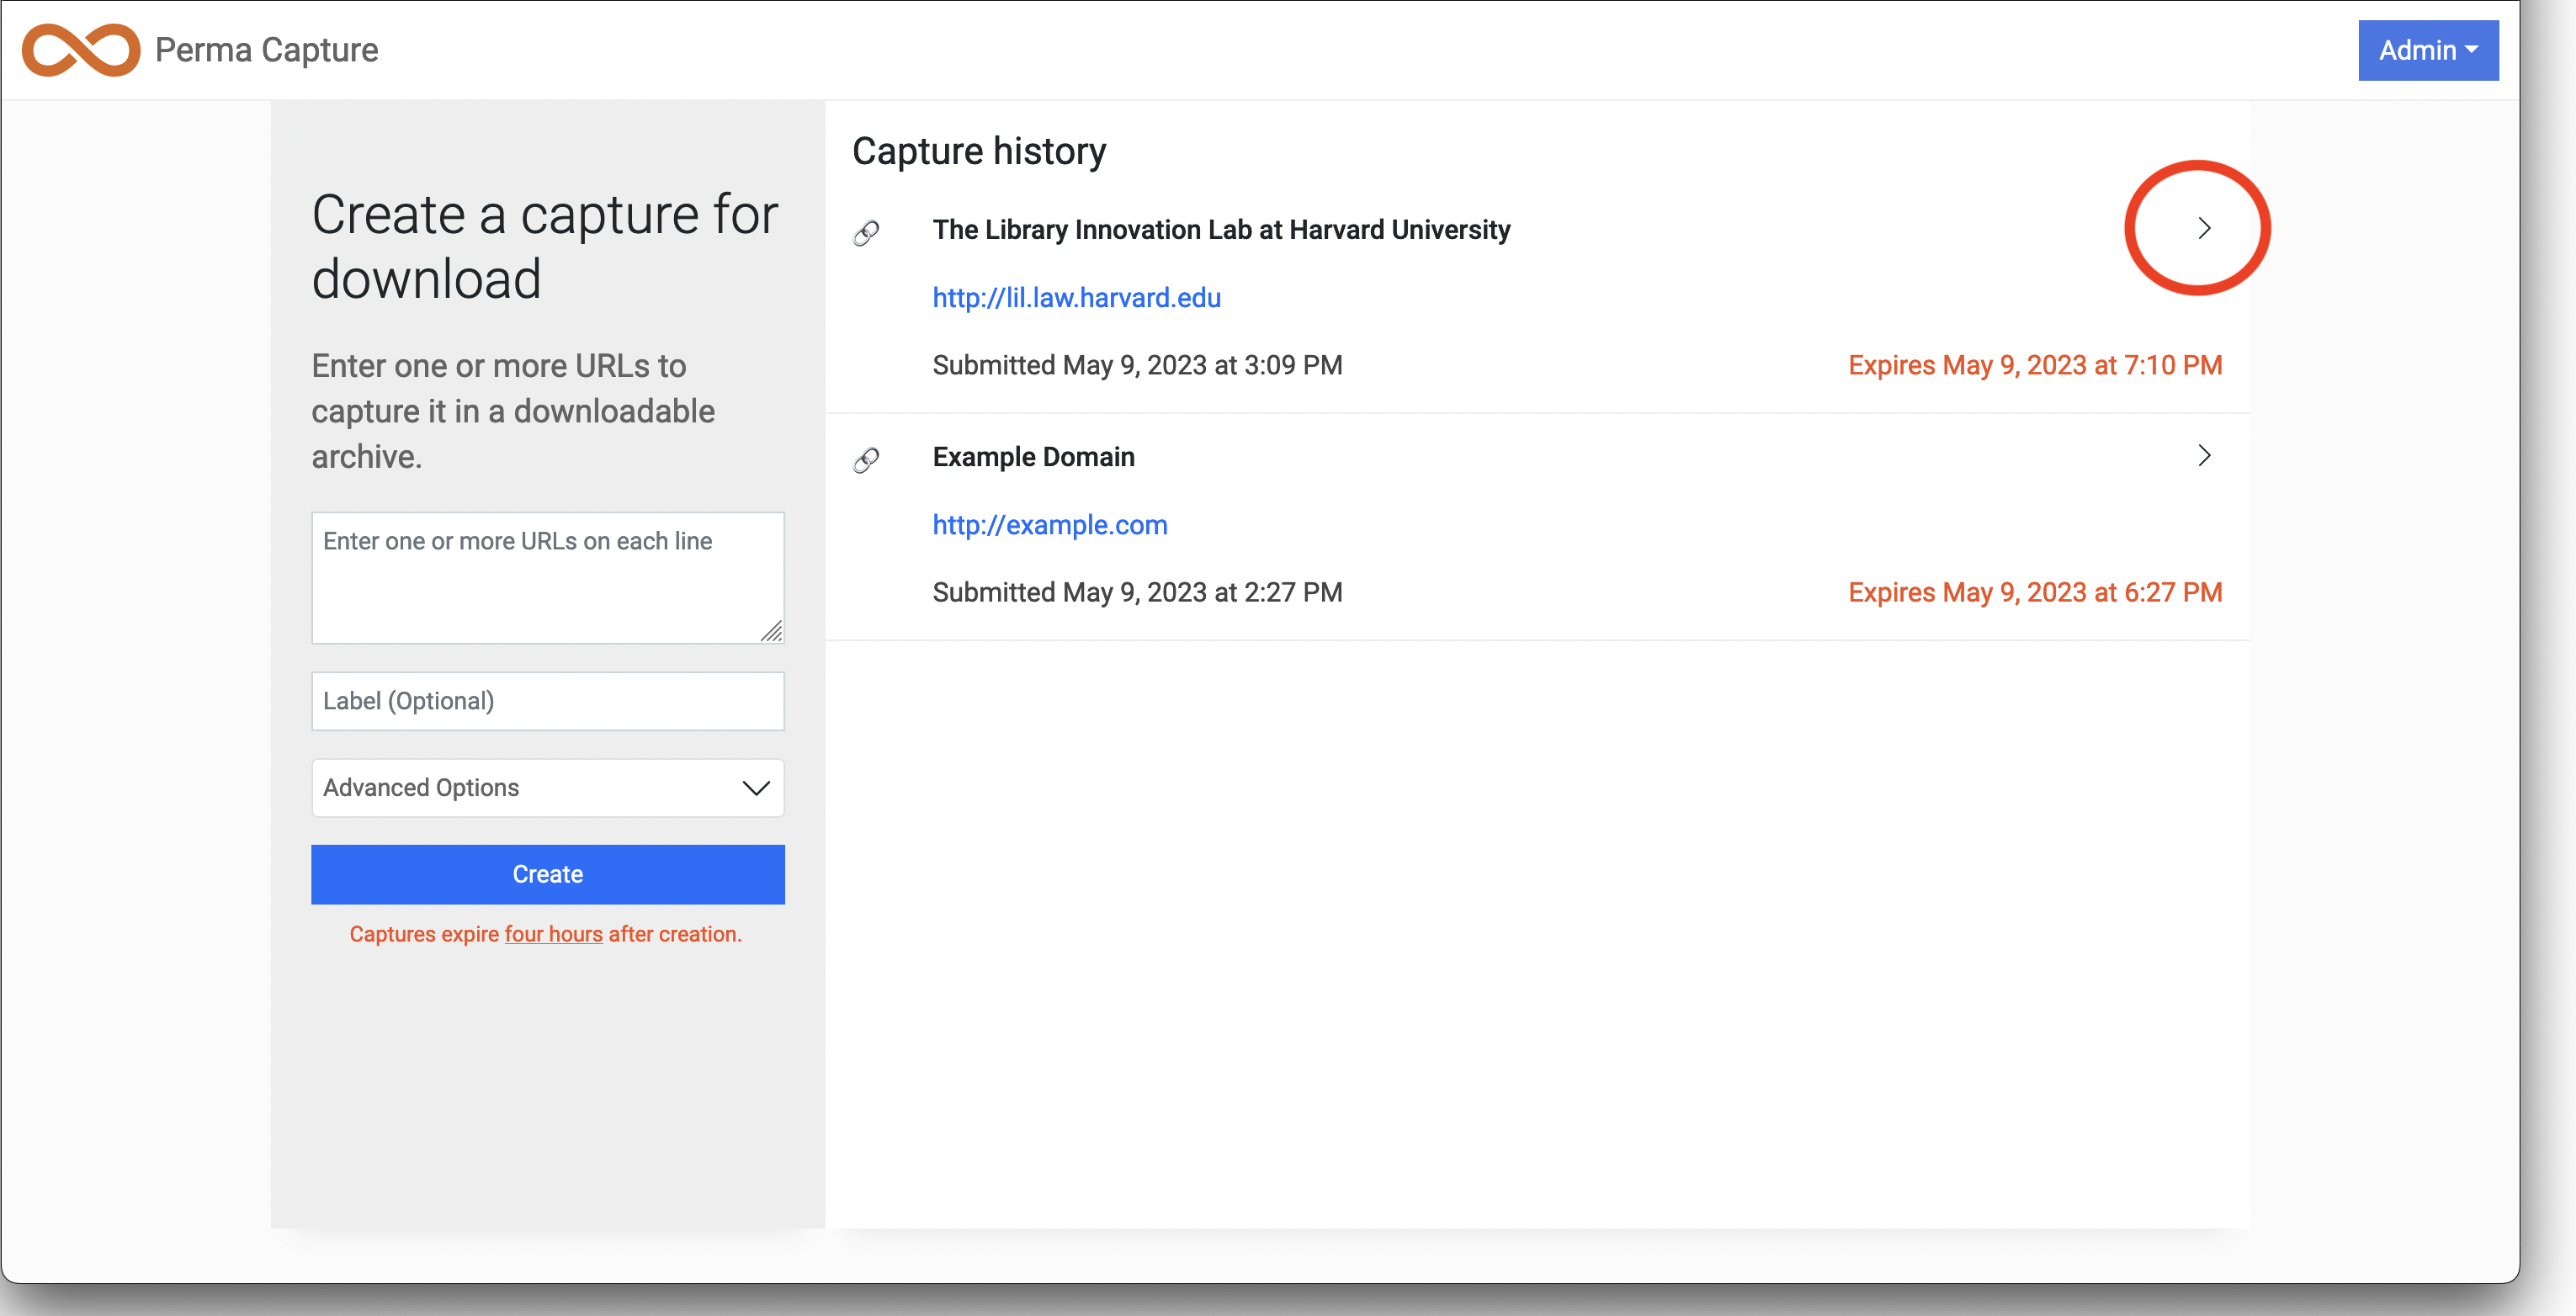 Perma Capture
Admin
Create a capture for
download
Enter one or more URLs to
capture it in a downloadable
archive.
Enter one or more URLs on each line
Label (Optional)
Advanced Options
Create
Captures expire four hours after creation.
Capture history
The Library Innovation Lab at Harvard University
http://lil.law.harvard.edu
Submitted May 9, 2023 at 3:09 PM
Expires May 9, 2023 at 7:10 PM
Example Domain
http://example.com
Submitted May 9, 2023 at 2:27 PM
Expires May 9, 2023 at 6:27 PM